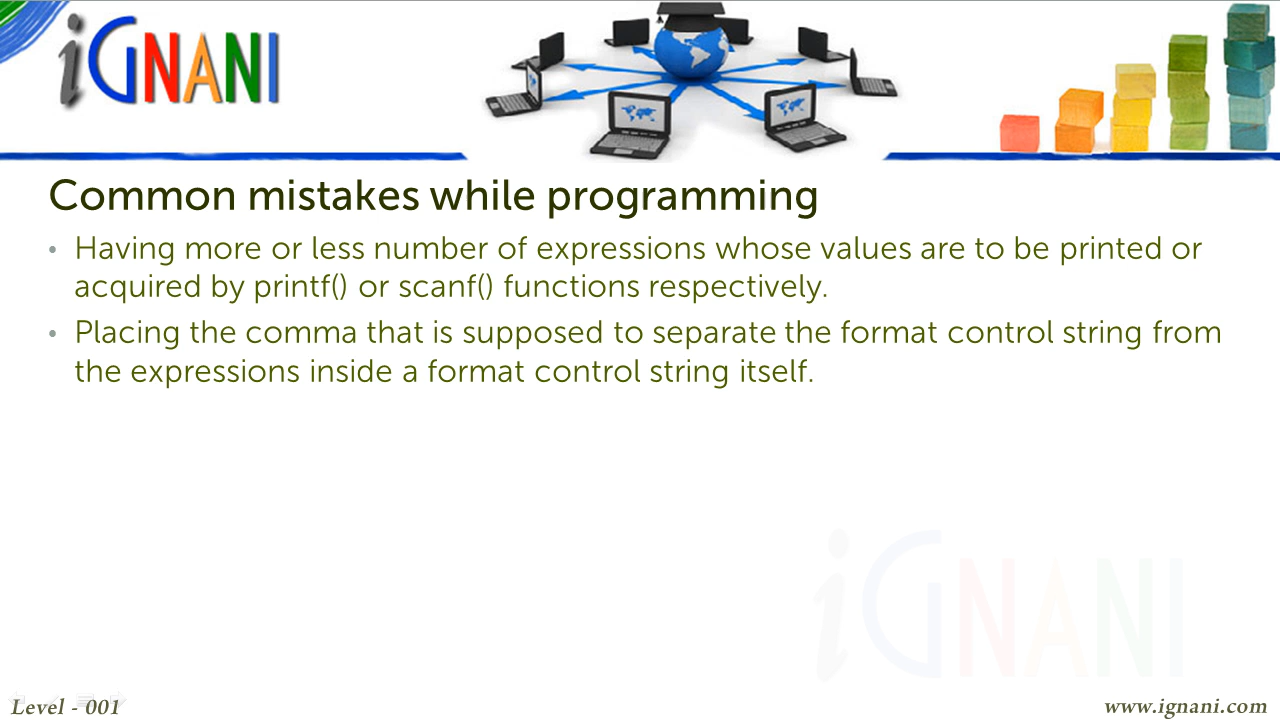 iGNANI
Common mistakes while programming
• Having more or less number of expressions whose values are to be printed or
acquired by printf() or scanf() functions respectively.
• Placing the comma that is supposed to separate the format control string from
the expressions inside a format control string itself.
iGNANI
Level - 001
www.ignani.com